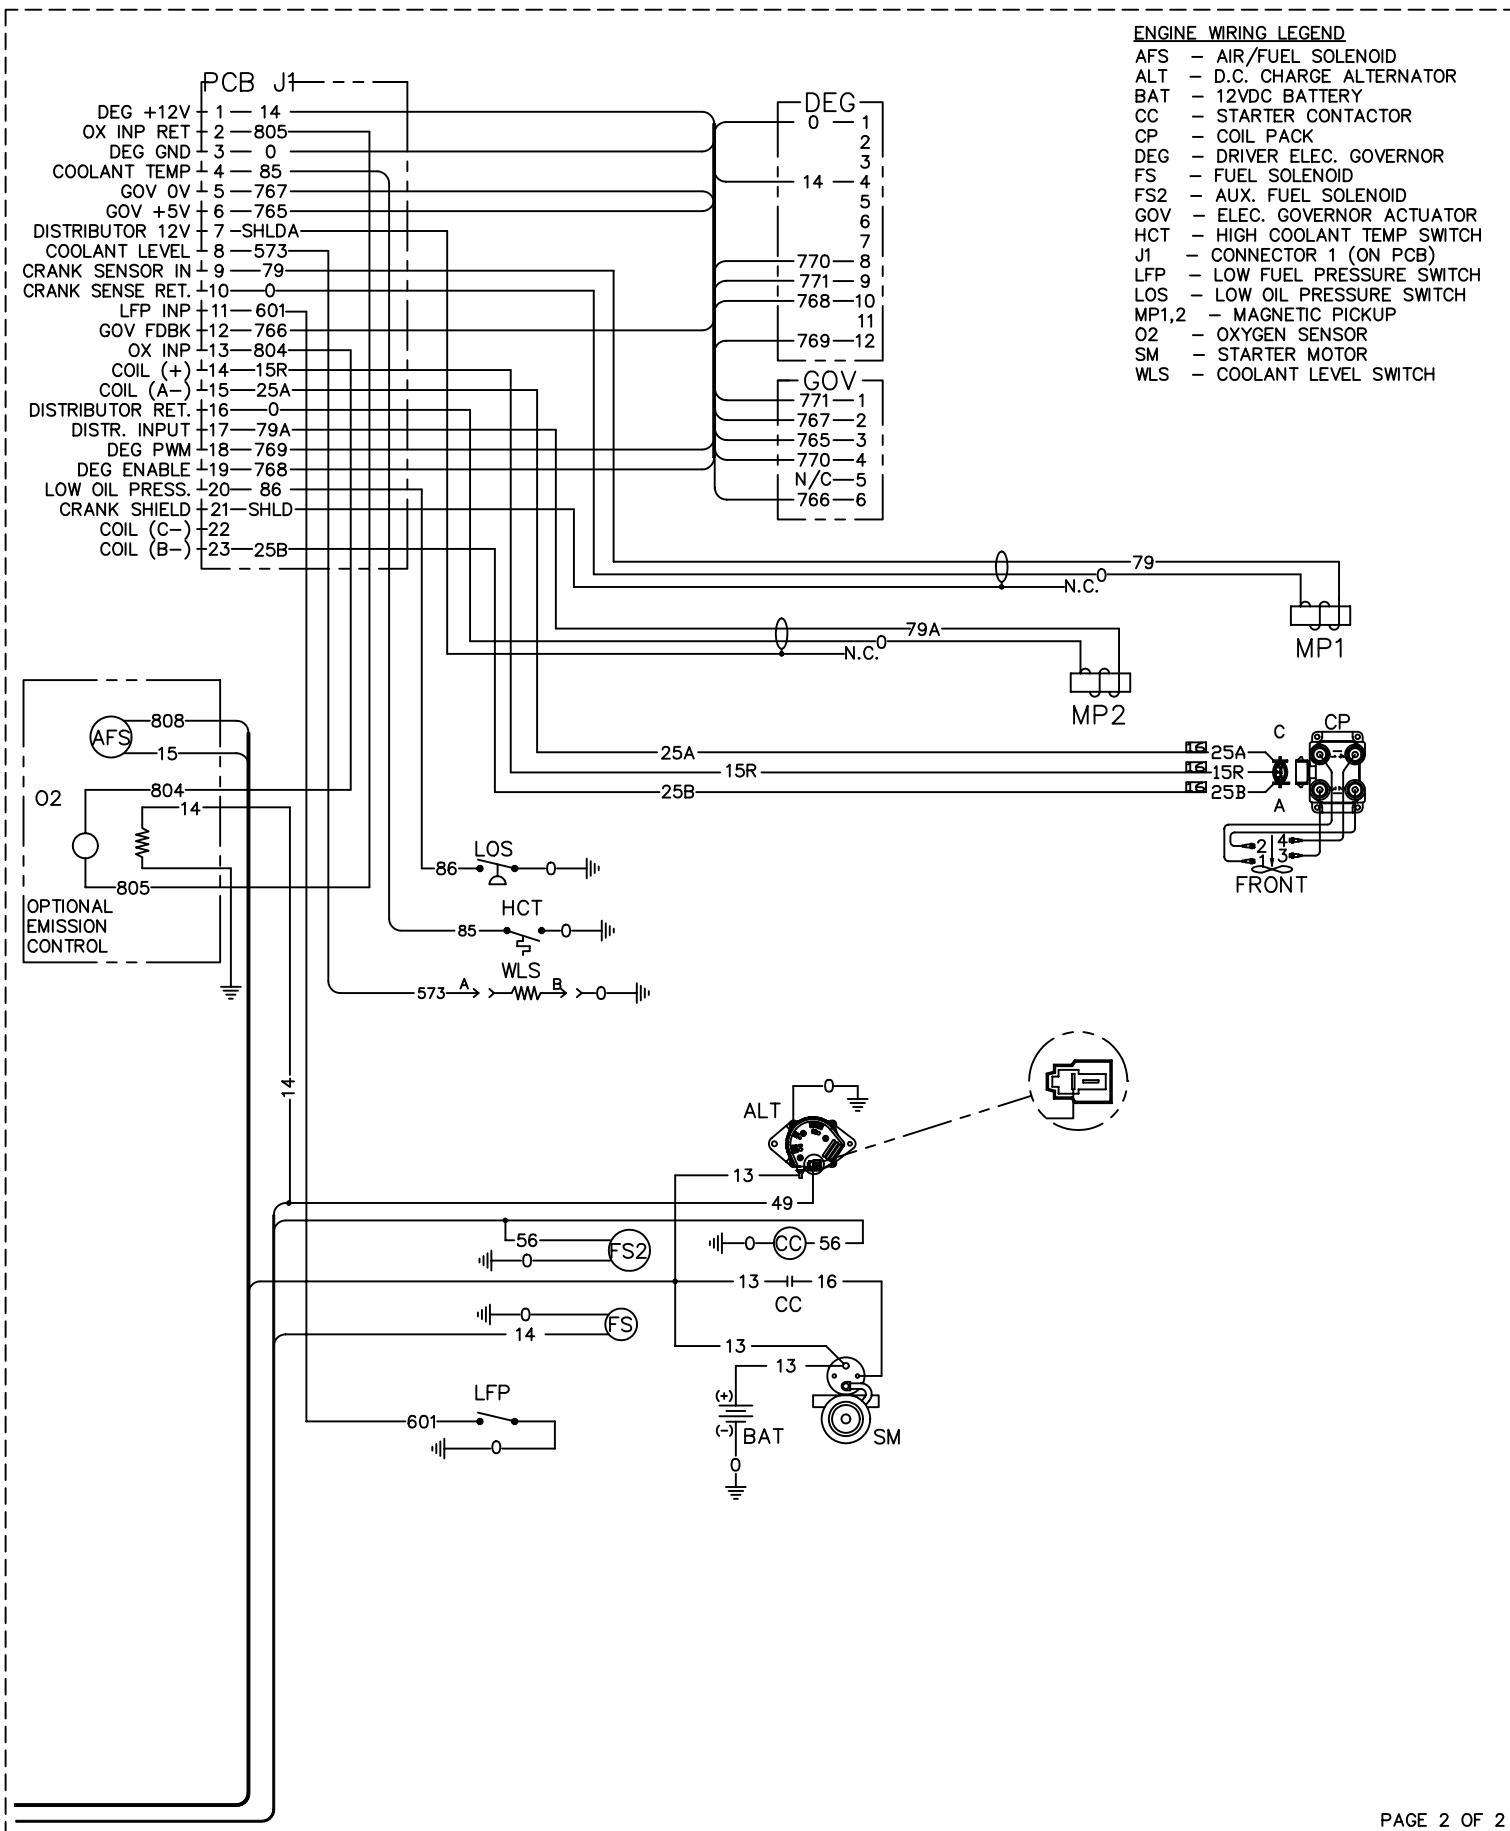 ENGINE WIRING LEGEND
AFS – AIR/FUEL SOLENOID
ALT – D.C. CHARGE ALTERNATOR
BAT – 12VDC BATTERY
CC – STARTER CONTACTOR
CP – COIL PACK
DEG – DRIVER ELEC. GOVERNOR
FS – FUEL SOLENOID
FS2 – AUX. FUEL SOLENOID
GOV – ELEC. GOVERNOR ACTUATOR
HCT – HIGH COOLANT TEMP SWITCH
J1 – CONNECTOR 1 (ON PCB)
LFP – LOW FUEL PRESSURE SWITCH
LOS – LOW OIL PRESSURE SWITCH
MP1,2 – MAGNETIC PICKUP
O2 – OXYGEN SENSOR
SM – STARTER MOTOR
WLS – COOLANT LEVEL SWITCH
PCB J1
DEG +12V 1 14
OX INP RET 2 805
DEG GND 3 0
COOLANT TEMP 4 85
GOV 0V 5 767
GOV +5V 6 765
DISTRIBUTOR 12V 7 SHLDA
COOLANT LEVEL 8 573
CRANK SENSOR IN 9 79
CRANK SENSE RET. 10 0
LFP INP 11 601
GOV FDBK 12 766
OX INP 13 804
COIL (+) 14 15R
COIL (A–) 15 25A
DISTRIBUTOR RET. 16 0
DISTR. INPUT 17 79A
DEG PWM 18 769
DEG ENABLE 19 768
LOW OIL PRESS. 20 86
CRANK SHIELD 21 SHLD
COIL (C–) 22
COIL (B–) 23 25B
DEG
0 1
2
3
14 4
5
6
7
770 8
771 9
768 10
11
769 12
GOV
771 1
767 2
765 3
770 4
N/C 5
766 6
79
0
N.C.
MP1
79A
0
N.C.
MP2
AFS
808
15
O2
804
14
805
OPTIONAL
EMISSION
CONTROL
C
CP
25A 16 25A
15R 16 15R
25B 16 25B
A
2 4
1 3
FRONT
LOS
86 0
HCT
85 0
WLS
573 A B 0
14
ALT
0
13
49
56
FS2
0
0 CC 56
13 16
CC
0
FS
14
13
13
(+)
(–)
BAT
SM
0
LFP
601
0
PAGE 2 OF 2